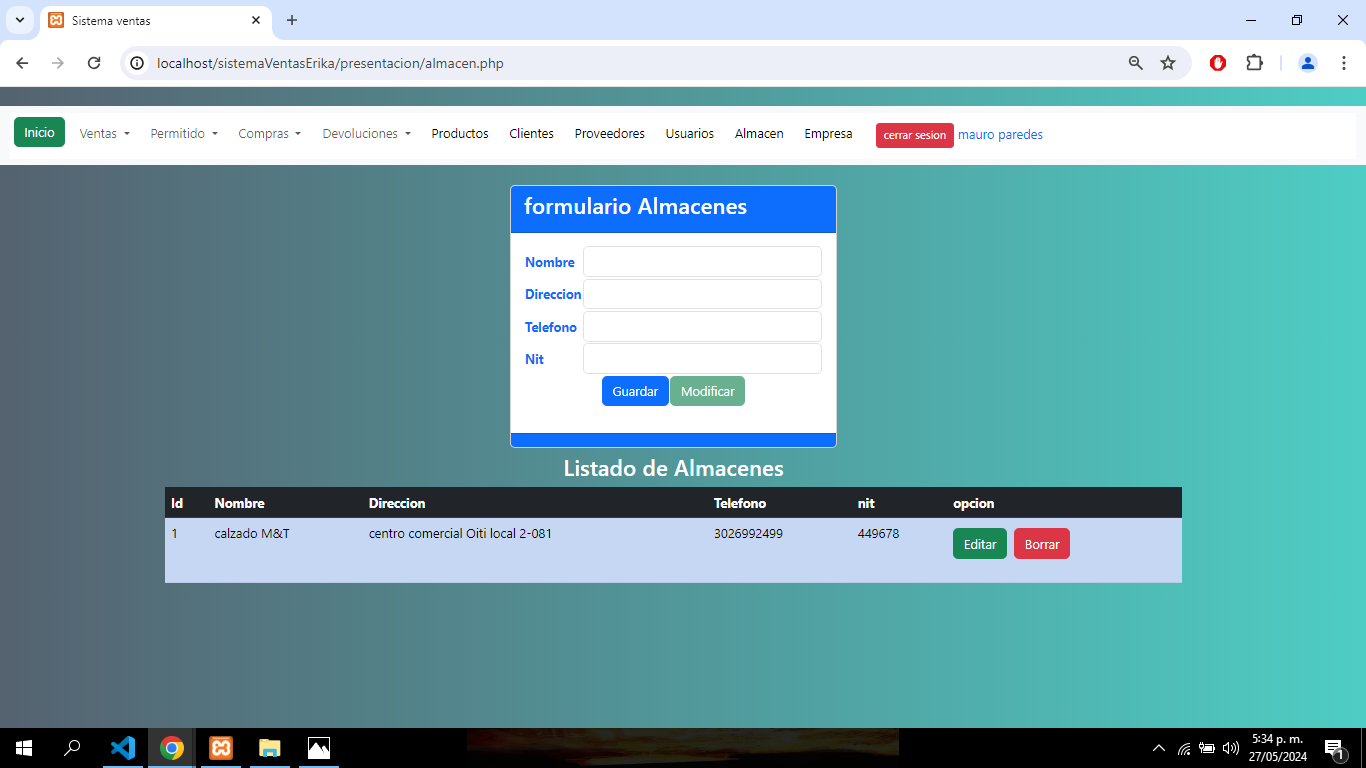 Sistema ventas
localhost/sistemaVentasErika/presentacion/almacen.php
Inicio Ventas Permitido Compras Devoluciones Productos Clientes Proveedores Usuarios Almacen Empresa cerrar sesion mauro paredes
formulario Almacenes
Nombre
Direccion
Telefono
Nit
Guardar Modificar
Listado de Almacenes
Id Nombre Direccion Telefono nit opcion
1 calzado M&T centro comercial Oiti local 2-081 3026992499 449678 Editar Borrar
5:34 p. m.
27/05/2024
1